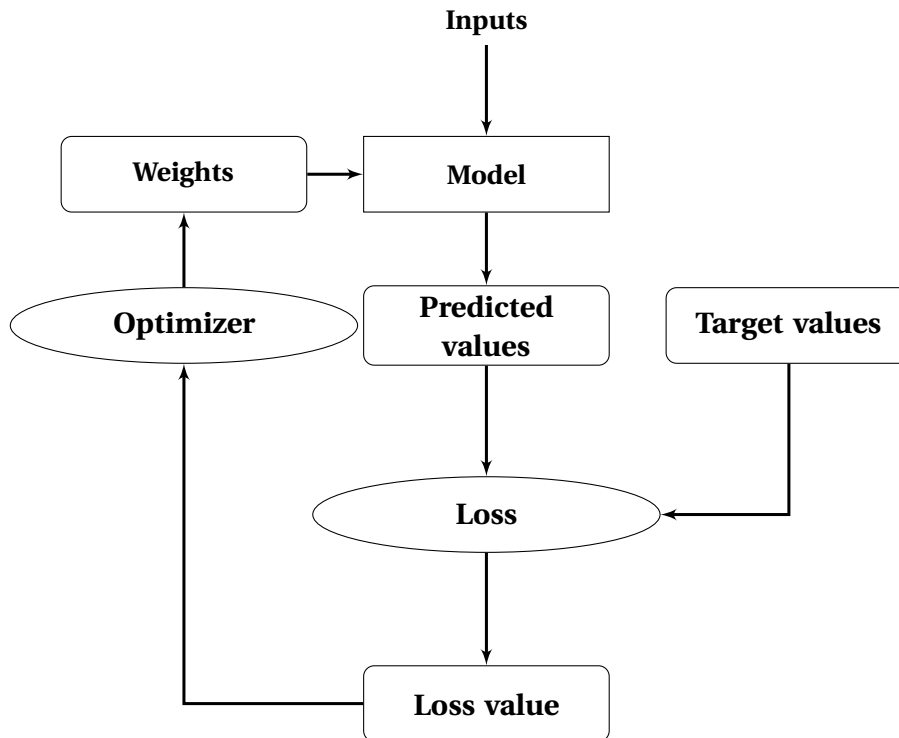 Inputs
Weights
Model
Optimizer
Predicted
values
Target values
Loss
Loss value